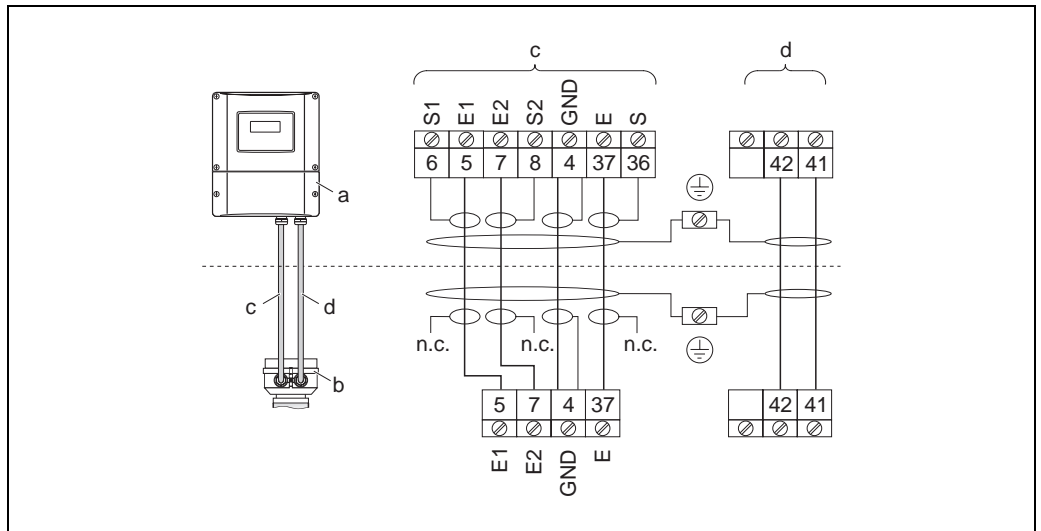 c
d
S1 E1 E2 S2 GND E S
6 5 7 8 4 37 36
42 41
a
c
d
b
n.c. n.c. n.c.
5 7 4 37
42 41
E1 E2 GND E